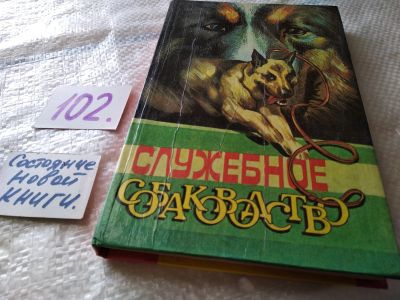 102.
Состояние
новой
книги.
СЛУЖЕБНОЕ
СОБАКОВОДСТВО